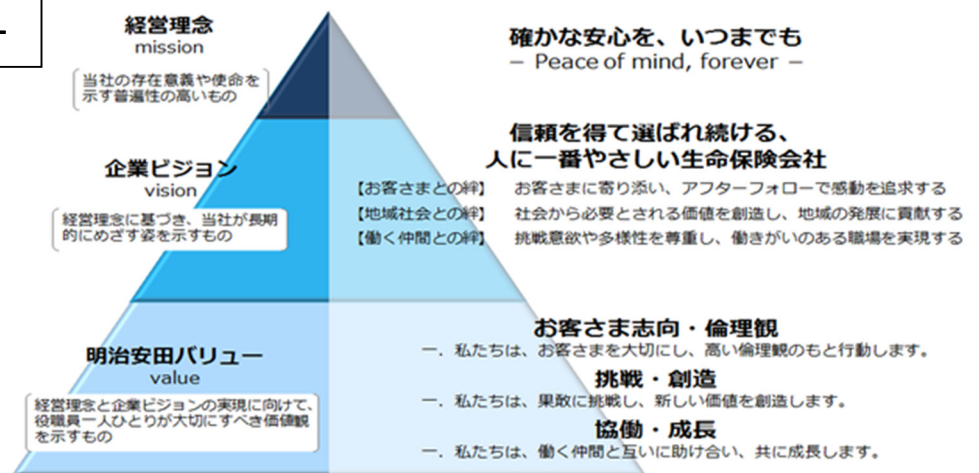 経営理念
mission
当社の存在意義や使命を
示す普遍性の高いもの
確かな安心を、いつまでも
− Peace of mind, forever −
企業ビジョン
vision
経営理念に基づき、当社が長期
的にめざす姿を示すもの
信頼を得て選ばれ続ける、
人に一番やさしい生命保険会社
【お客さまとの絆】 お客さまに寄り添い、アフターフォローで感動を追求する
【地域社会との絆】 社会から必要とされる価値を創造し、地域の発展に貢献する
【働く仲間との絆】 挑戦意欲や多様性を尊重し、働きがいのある職場を実現する
明治安田バリュー
value
経営理念と企業ビジョンの実現に向けて、
役職員一人ひとりが大切にすべき価値観
を示すもの
お客さま志向・倫理観
一．私たちは、お客さまを大切にし、高い倫理観のもと行動します。
挑戦・創造
一．私たちは、果敢に挑戦し、新しい価値を創造します。
協働・成長
一．私たちは、働く仲間と互いに助け合い、共に成長します。